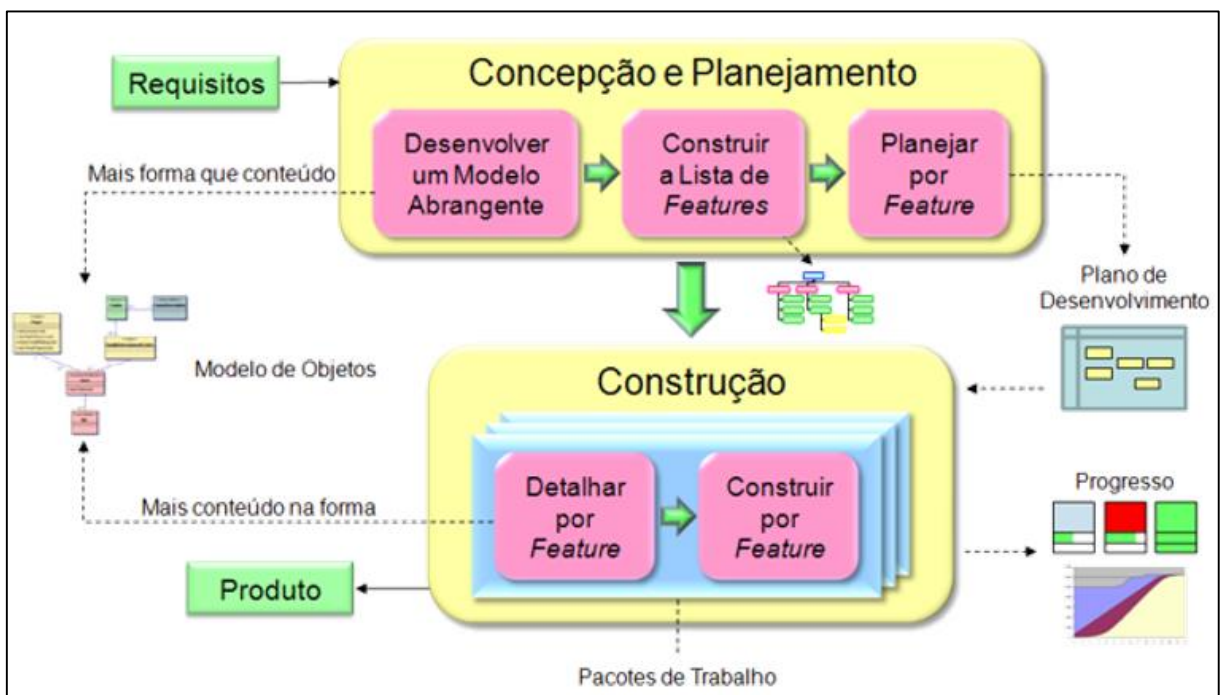 Requisitos
Concepção e Planejamento
Desenvolver
um Modelo
Abrangente
Construir
a Lista de
Features
Planejar
por
Feature
Mais forma que conteúdo
Plano de
Desenvolvimento
Modelo de Objetos
Construção
Detalhar
por
Feature
Construir
por
Feature
Progresso
Mais conteúdo na forma
Produto
Pacotes de Trabalho